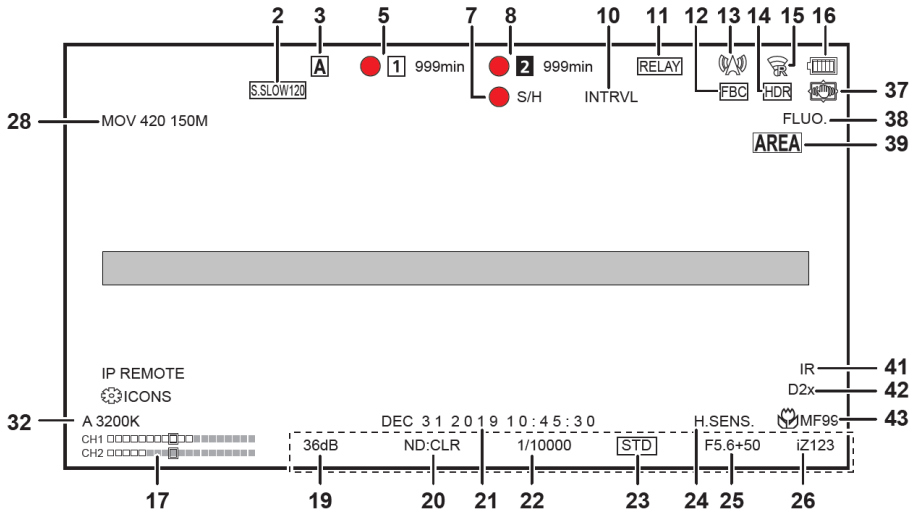 2 3 5 7 8 10 11 12 13 14 15 16
A 1 999min 2 999min RELAY R
S.SLOW120 S/H INTRVL FBC HDR 37
28 MOV 420 150M FLUO. 38
AREA 39
IP REMOTE IR 41
ICONS D2x 42
32 A 3200K DEC 31 2019 10:45:30 H.SENS. MF99 43
CH1
CH2 36dB ND:CLR 1/10000 STD F5.6+50 iZ123
17 19 20 21 22 23 24 25 26